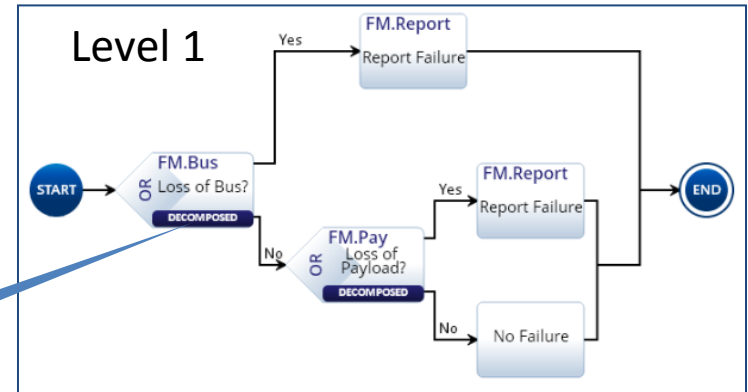 Level 1
FM.Report
Report Failure
Yes
START
FM.Bus
OR
Loss of Bus?
DECOMPOSED
No
FM.Pay
OR
Loss of
Payload?
DECOMPOSED
Yes
FM.Report
Report Failure
No
No Failure
END